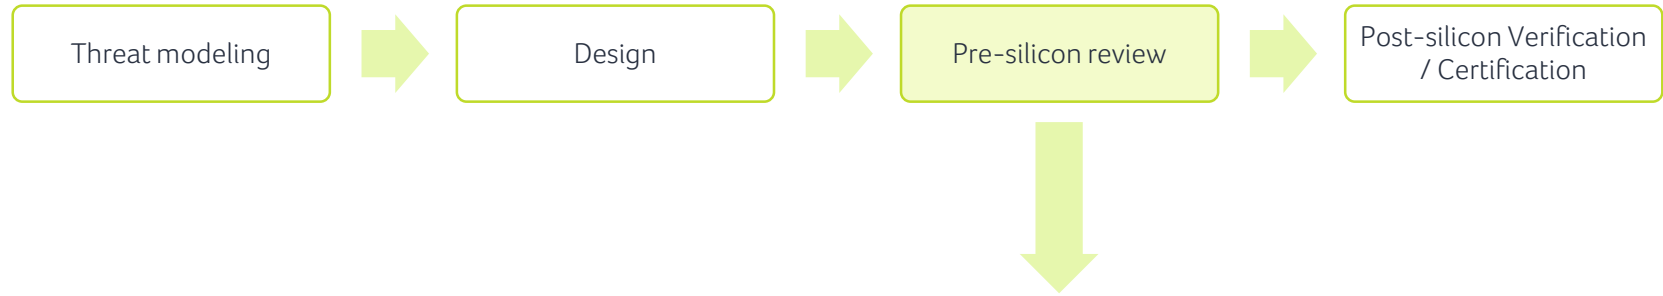 Threat modeling
Design
Pre-silicon review
Post-silicon Verification
/ Certification